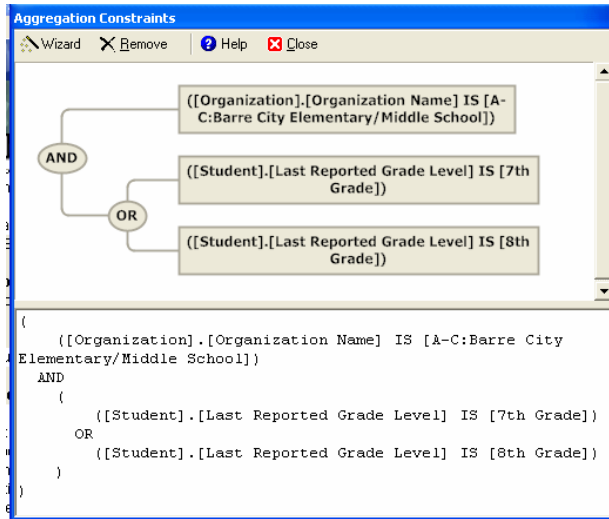 Aggregation Constraints
Wizard Remove Help Close
([Organization].[Organization Name] IS [A-
C:Barre City Elementary/Middle School])
AND
([Student].[Last Reported Grade Level] IS [7th
Grade])
OR
([Student].[Last Reported Grade Level] IS [8th
Grade])
(
([Organization].[Organization Name] IS [A-C:Barre City
Elementary/Middle School])
AND
(
([Student].[Last Reported Grade Level] IS [7th Grade])
OR
([Student].[Last Reported Grade Level] IS [8th Grade])
)
)